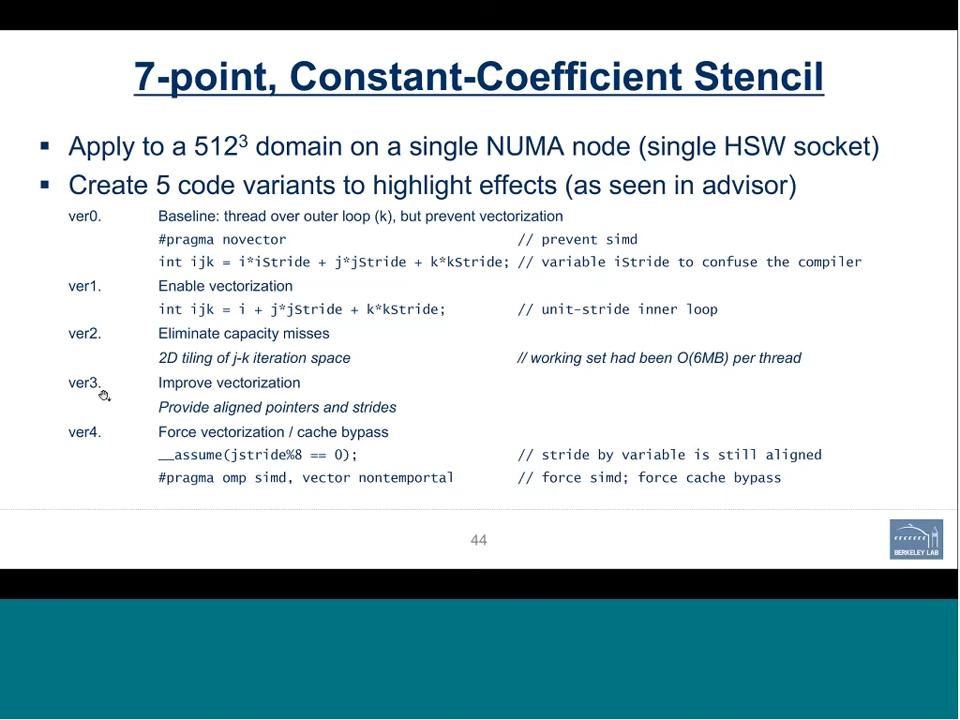 7-point, Constant-Coefficient Stencil
▪ Apply to a 512³ domain on a single NUMA node (single HSW socket)
▪ Create 5 code variants to highlight effects (as seen in advisor)
ver0. Baseline: thread over outer loop (k), but prevent vectorization
#pragma novector // prevent simd
int ijk = i*iStride + j*jStride + k*kStride; // variable iStride to confuse the compiler
ver1. Enable vectorization
int ijk = i + j*jStride + k*kStride; // unit-stride inner loop
ver2. Eliminate capacity misses
2D tiling of j-k iteration space // working set had been O(6MB) per thread
ver3. Improve vectorization
Provide aligned pointers and strides
ver4. Force vectorization / cache bypass
__assume(jstride%8 == 0); // stride by variable is still aligned
#pragma omp simd, vector nontemportal // force simd; force cache bypass
44
BERKELEY LAB